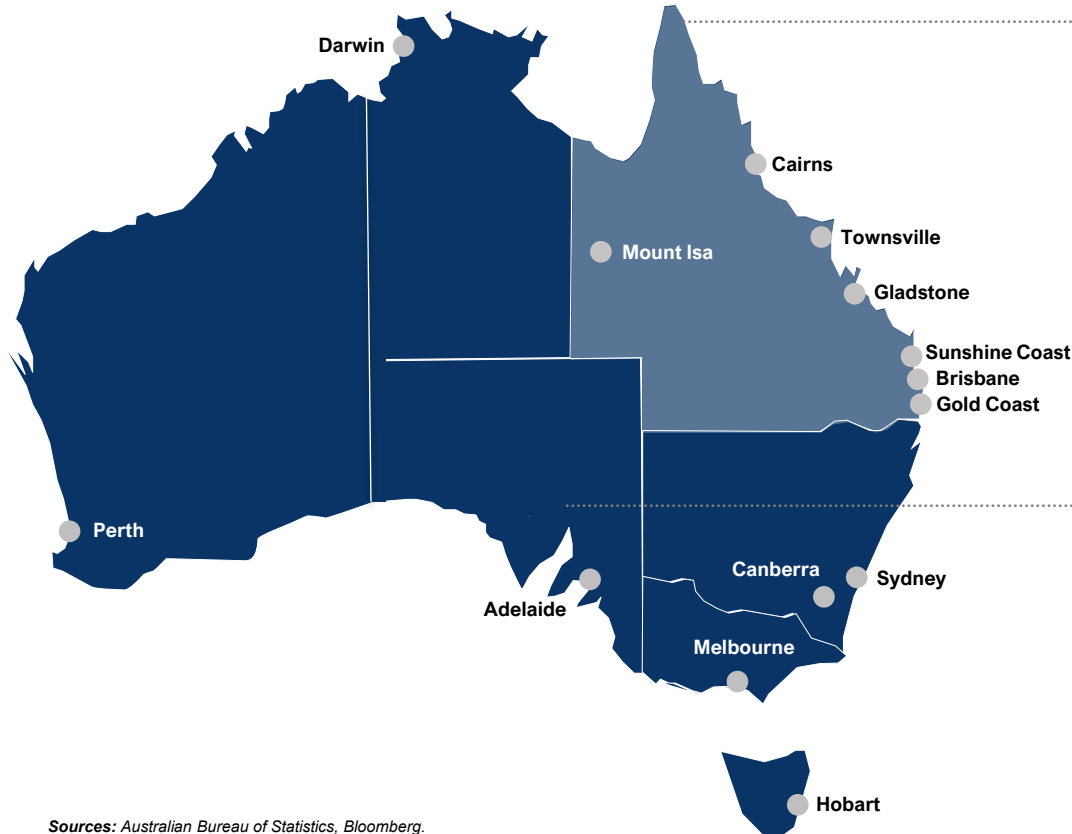 Darwin
Cairns
Townsville
Mount Isa
Gladstone
Sunshine Coast
Brisbane
Gold Coast
Perth
Canberra
Sydney
Adelaide
Melbourne
Hobart
Sources: Australian Bureau of Statistics, Bloomberg.